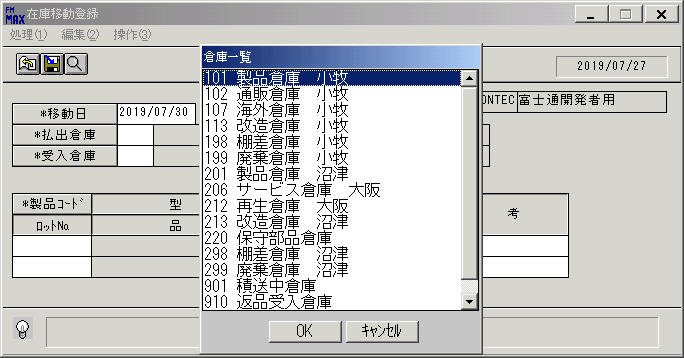 FM MAX 在庫移動登録
処理(1) 編集(2) 操作(3)
2019/07/27
ONTEC 富士通開発者用
*移動日 2019/07/30
*払出倉庫
*受入倉庫
*製品ｺｰﾄﾞ 型 考
ﾛｯﾄNo. 品
倉庫一覧
101 製品倉庫 小牧
102 通販倉庫 小牧
107 海外倉庫 小牧
113 改造倉庫 小牧
198 棚差倉庫 小牧
199 廃棄倉庫 小牧
201 製品倉庫 沼津
206 サービス倉庫 大阪
212 再生倉庫 大阪
213 改造倉庫 沼津
220 保守部品倉庫
298 棚差倉庫 沼津
299 廃棄倉庫 沼津
901 積送中倉庫
910 返品受入倉庫
OK ｷｬﾝｾﾙ